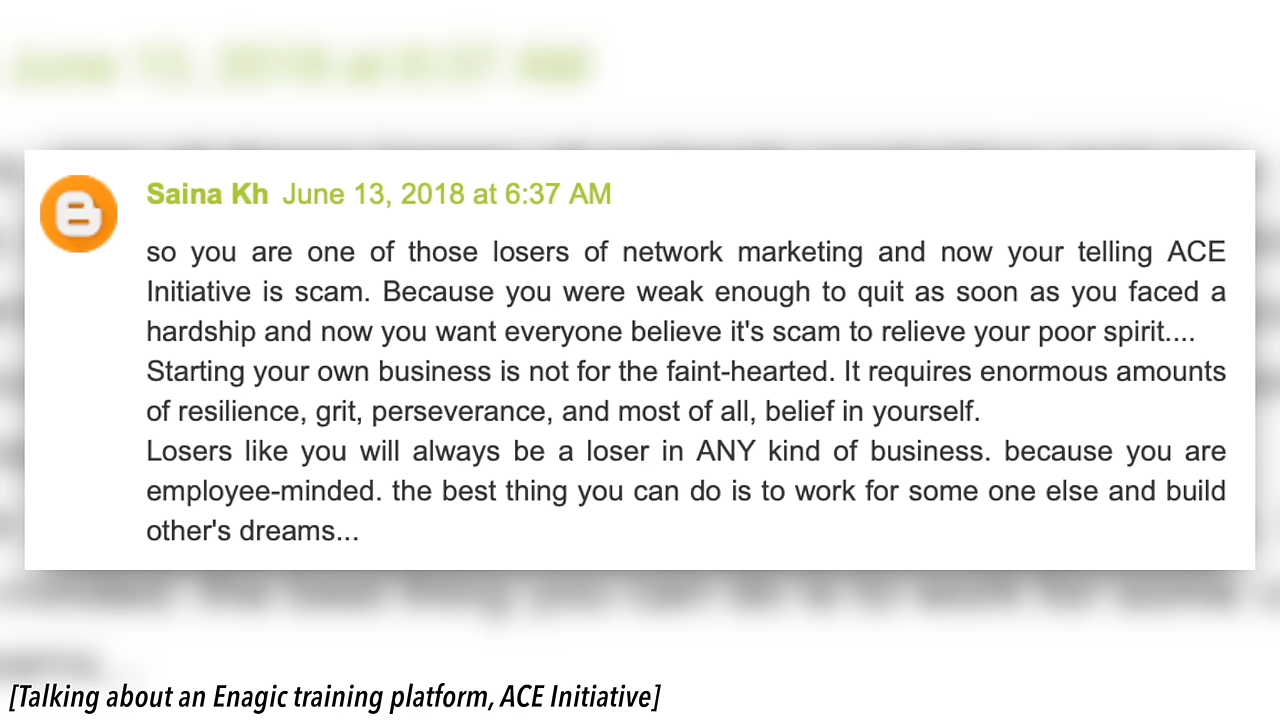 Saina Kh June 13, 2018 at 6:37 AM
so you are one of those losers of network marketing and now your telling ACE
Initiative is scam. Because you were weak enough to quit as soon as you faced a
hardship and now you want everyone believe it's scam to relieve your poor spirit....
Starting your own business is not for the faint-hearted. It requires enormous amounts
of resilience, grit, perseverance, and most of all, belief in yourself.
Losers like you will always be a loser in ANY kind of business. because you are
employee-minded. the best thing you can do is to work for some one else and build
other's dreams...
[Talking about an Enagic training platform, ACE Initiative]